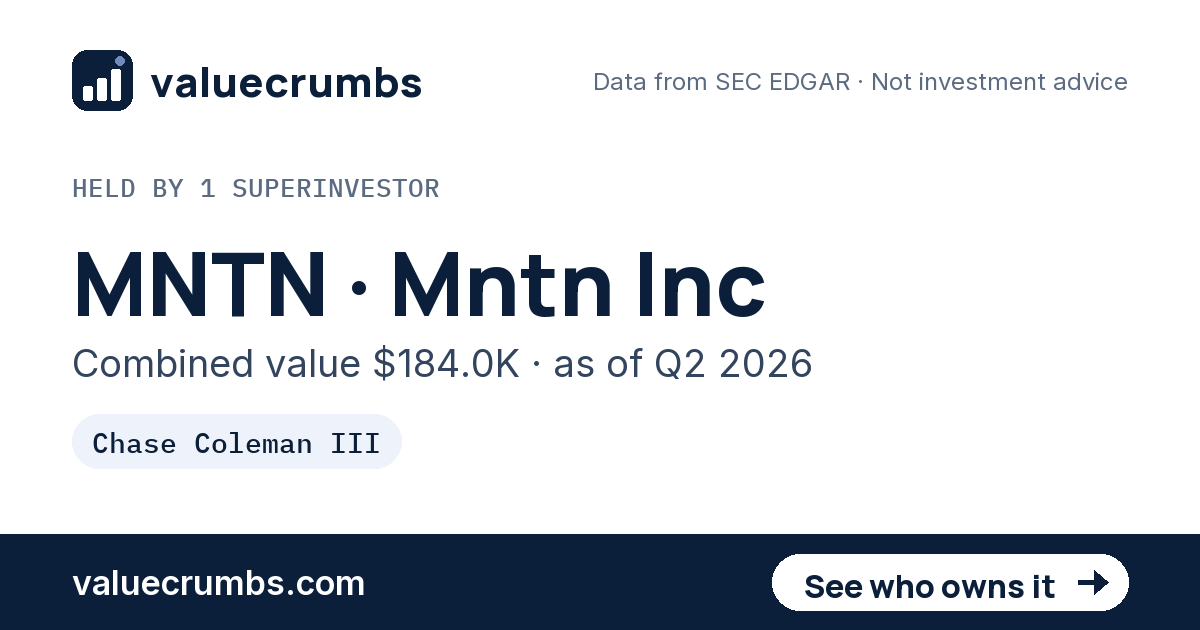 valuecrumbs
Data from SEC EDGAR · Not investment advice
HELD BY 1 SUPERINVESTOR
MNTN · Mntn Inc
Combined value $184.0K · as of Q2 2026
Chase Coleman III
valuecrumbs.com
See who owns it →